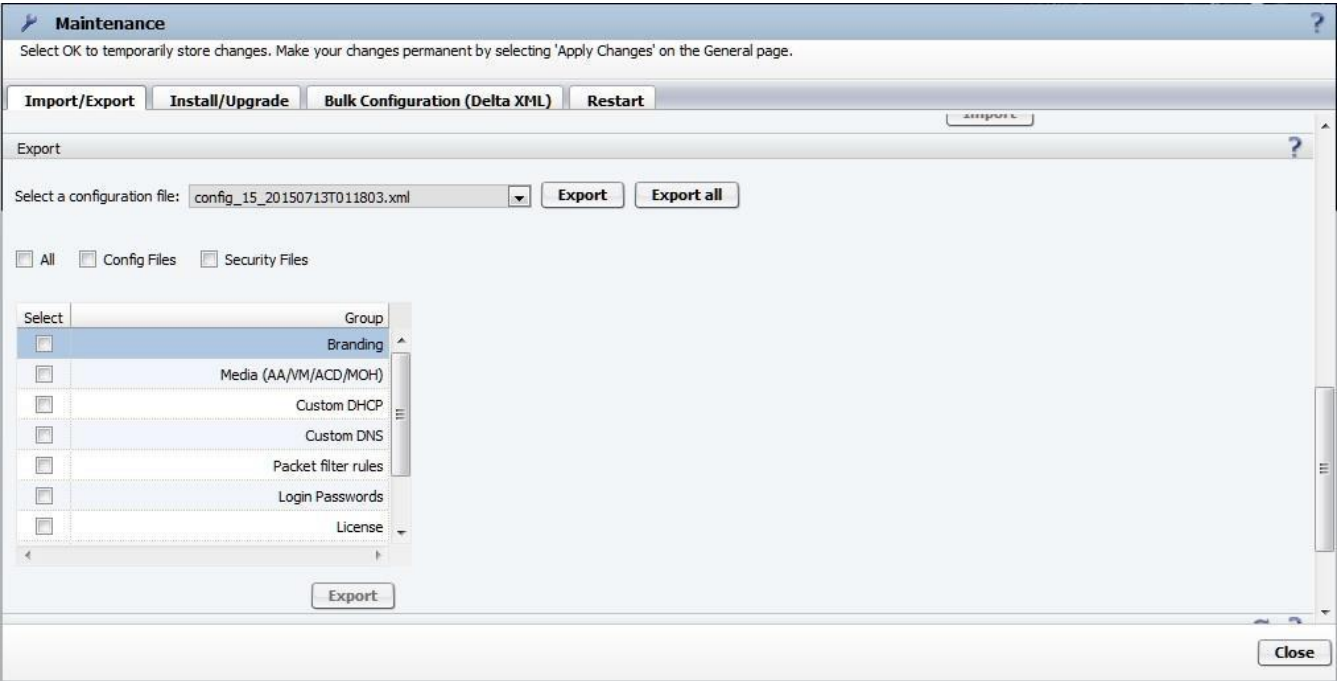 Maintenance ?
Select OK to temporarily store changes. Make your changes permanent by selecting 'Apply Changes' on the General page.
Import/Export Install/Upgrade Bulk Configuration (Delta XML) Restart
Import
Export ?
Select a configuration file: config_15_20150713T011803.xml Export Export all
All Config Files Security Files
Select Group
Branding
Media (AA/VM/ACD/MOH)
Custom DHCP
Custom DNS
Packet filter rules
Login Passwords
License
Export
?
Close